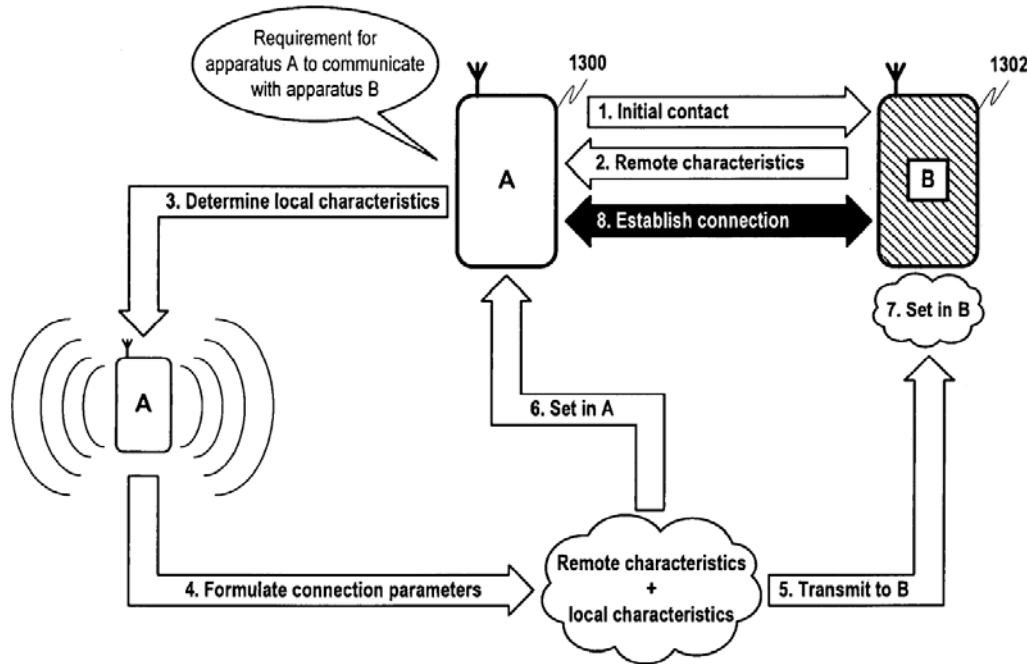 Requirement for
apparatus A to communicate
with apparatus B
1300
1302
1. Initial contact
2. Remote characteristics
A
B
3. Determine local characteristics
8. Establish connection
7. Set in B
A
6. Set in A
Remote characteristics
+
local characteristics
4. Formulate connection parameters
5. Transmit to B